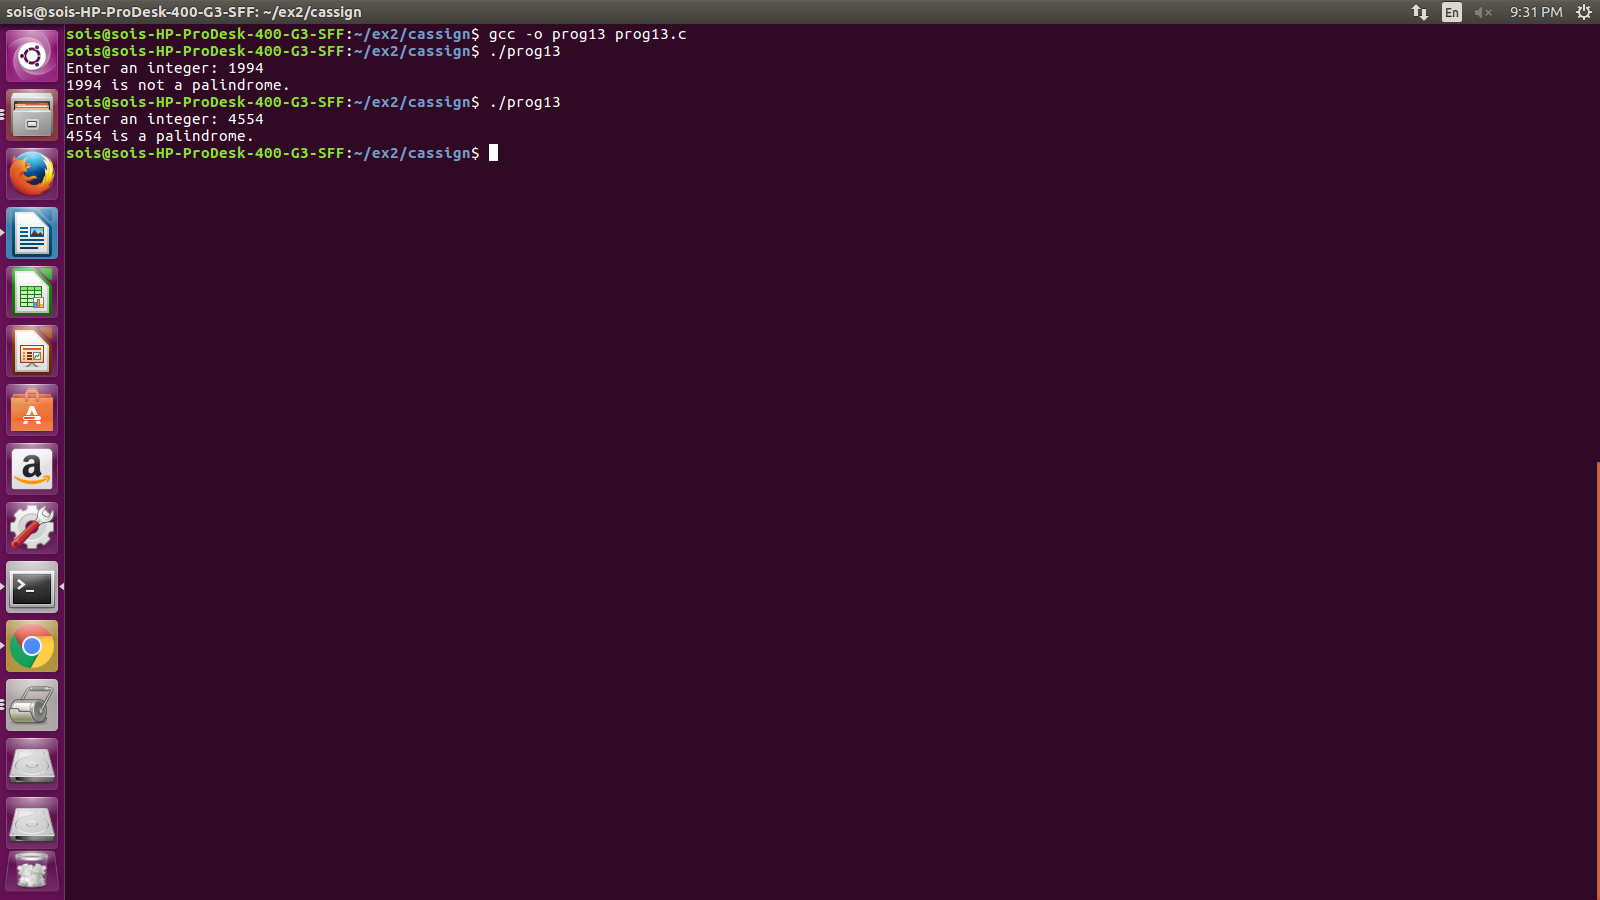 sois@sois-HP-ProDesk-400-G3-SFF: ~/ex2/cassign
En
9:31 PM
sois@sois-HP-ProDesk-400-G3-SFF:~/ex2/cassign$ gcc -o prog13 prog13.c
sois@sois-HP-ProDesk-400-G3-SFF:~/ex2/cassign$ ./prog13
Enter an integer: 1994
1994 is not a palindrome.
sois@sois-HP-ProDesk-400-G3-SFF:~/ex2/cassign$ ./prog13
Enter an integer: 4554
4554 is a palindrome.
sois@sois-HP-ProDesk-400-G3-SFF:~/ex2/cassign$